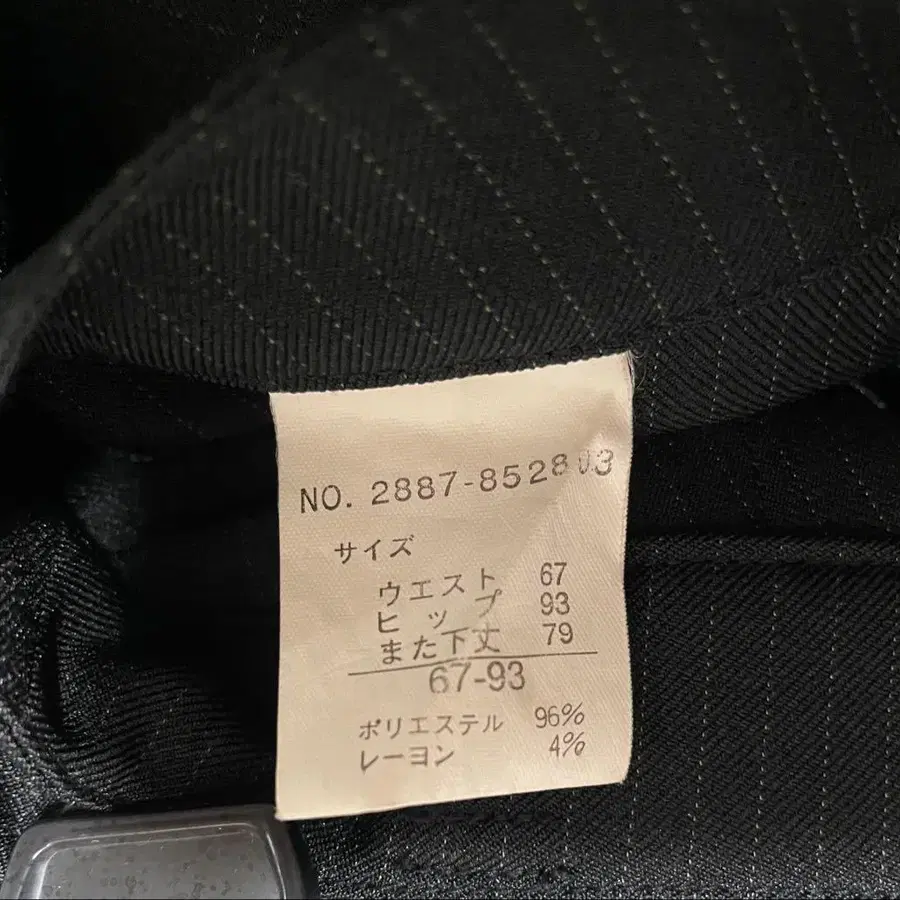 NO. 2887-852803
サイズ
ウエスト 67
ヒップ 93
また下丈 79
67-93
ポリエステル 96%
レーヨン 4%